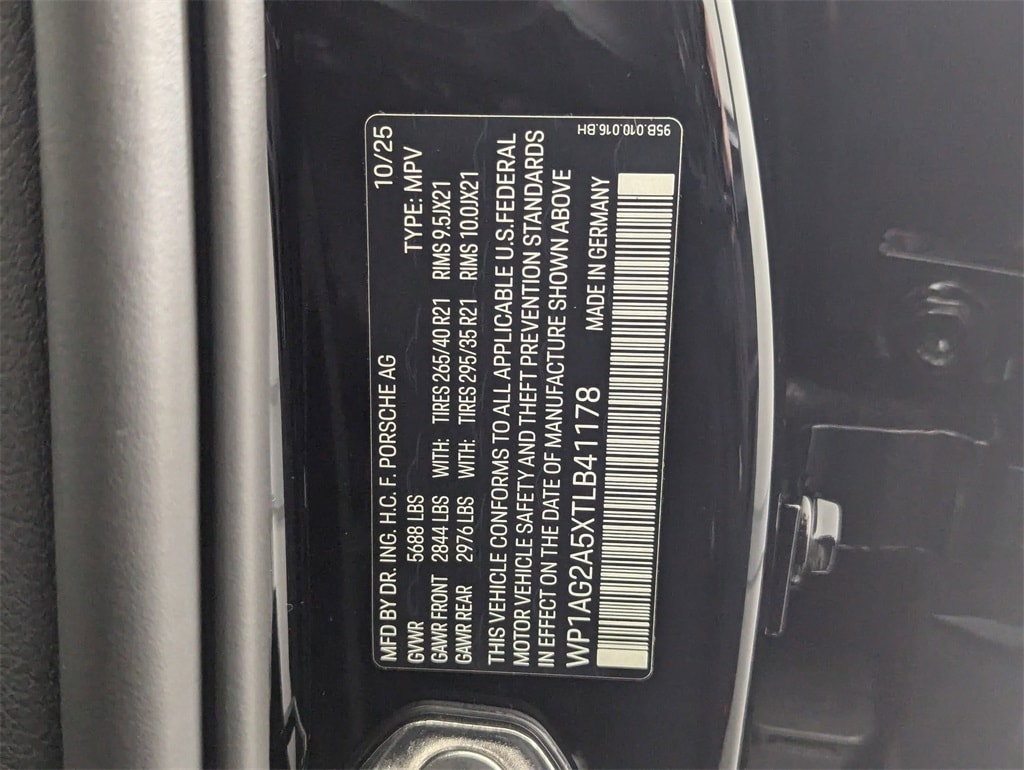 MFD BY DR. ING. H.C. F. PORSCHE AG 10/25
GVWR 5688 LBS TYPE: MPV
GAWR FRONT 2844 LBS WITH: TIRES 265/40 R21 RIMS 9.5JX21
GAWR REAR 2976 LBS WITH: TIRES 295/35 R21 RIMS 10.0JX21
THIS VEHICLE CONFORMS TO ALL APPLICABLE U.S. FEDERAL
MOTOR VEHICLE SAFETY AND THEFT PREVENTION STANDARDS
IN EFFECT ON THE DATE OF MANUFACTURE SHOWN ABOVE
WP1AG2A5XTLB41178 MADE IN GERMANY
95B.010.016.BH